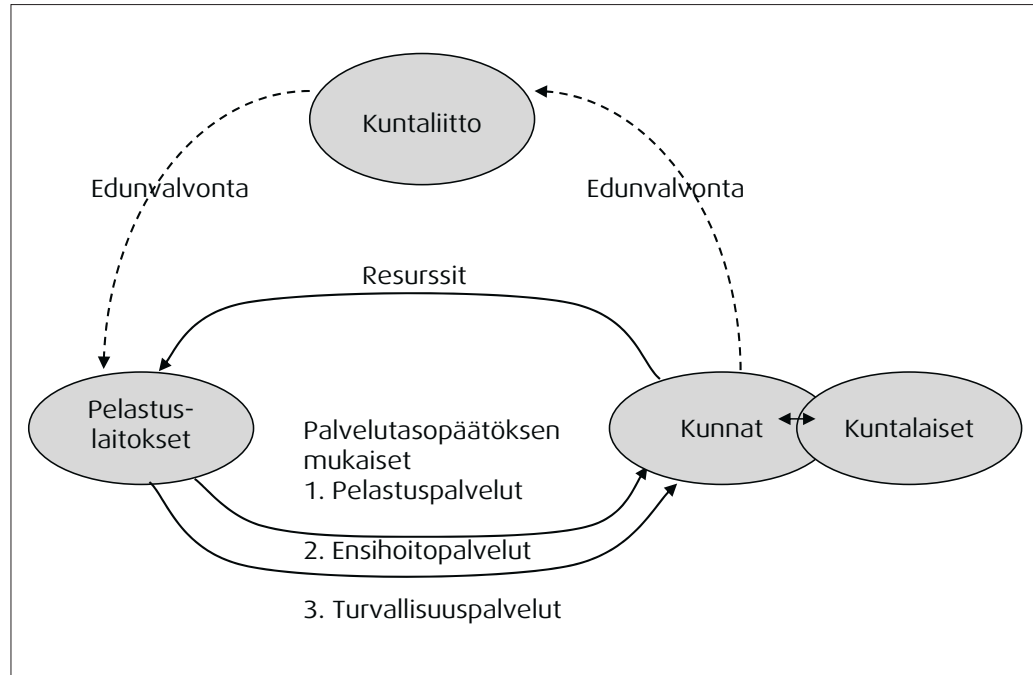 Kuntaliitto
Edunvalvonta
Edunvalvonta
Resurssit
Pelastus-
laitokset
Palvelutasopäätöksen
mukaiset
1. Pelastuspalvelut
2. Ensihoitopalvelut
3. Turvallisuuspalvelut
Kunnat
Kuntalaiset